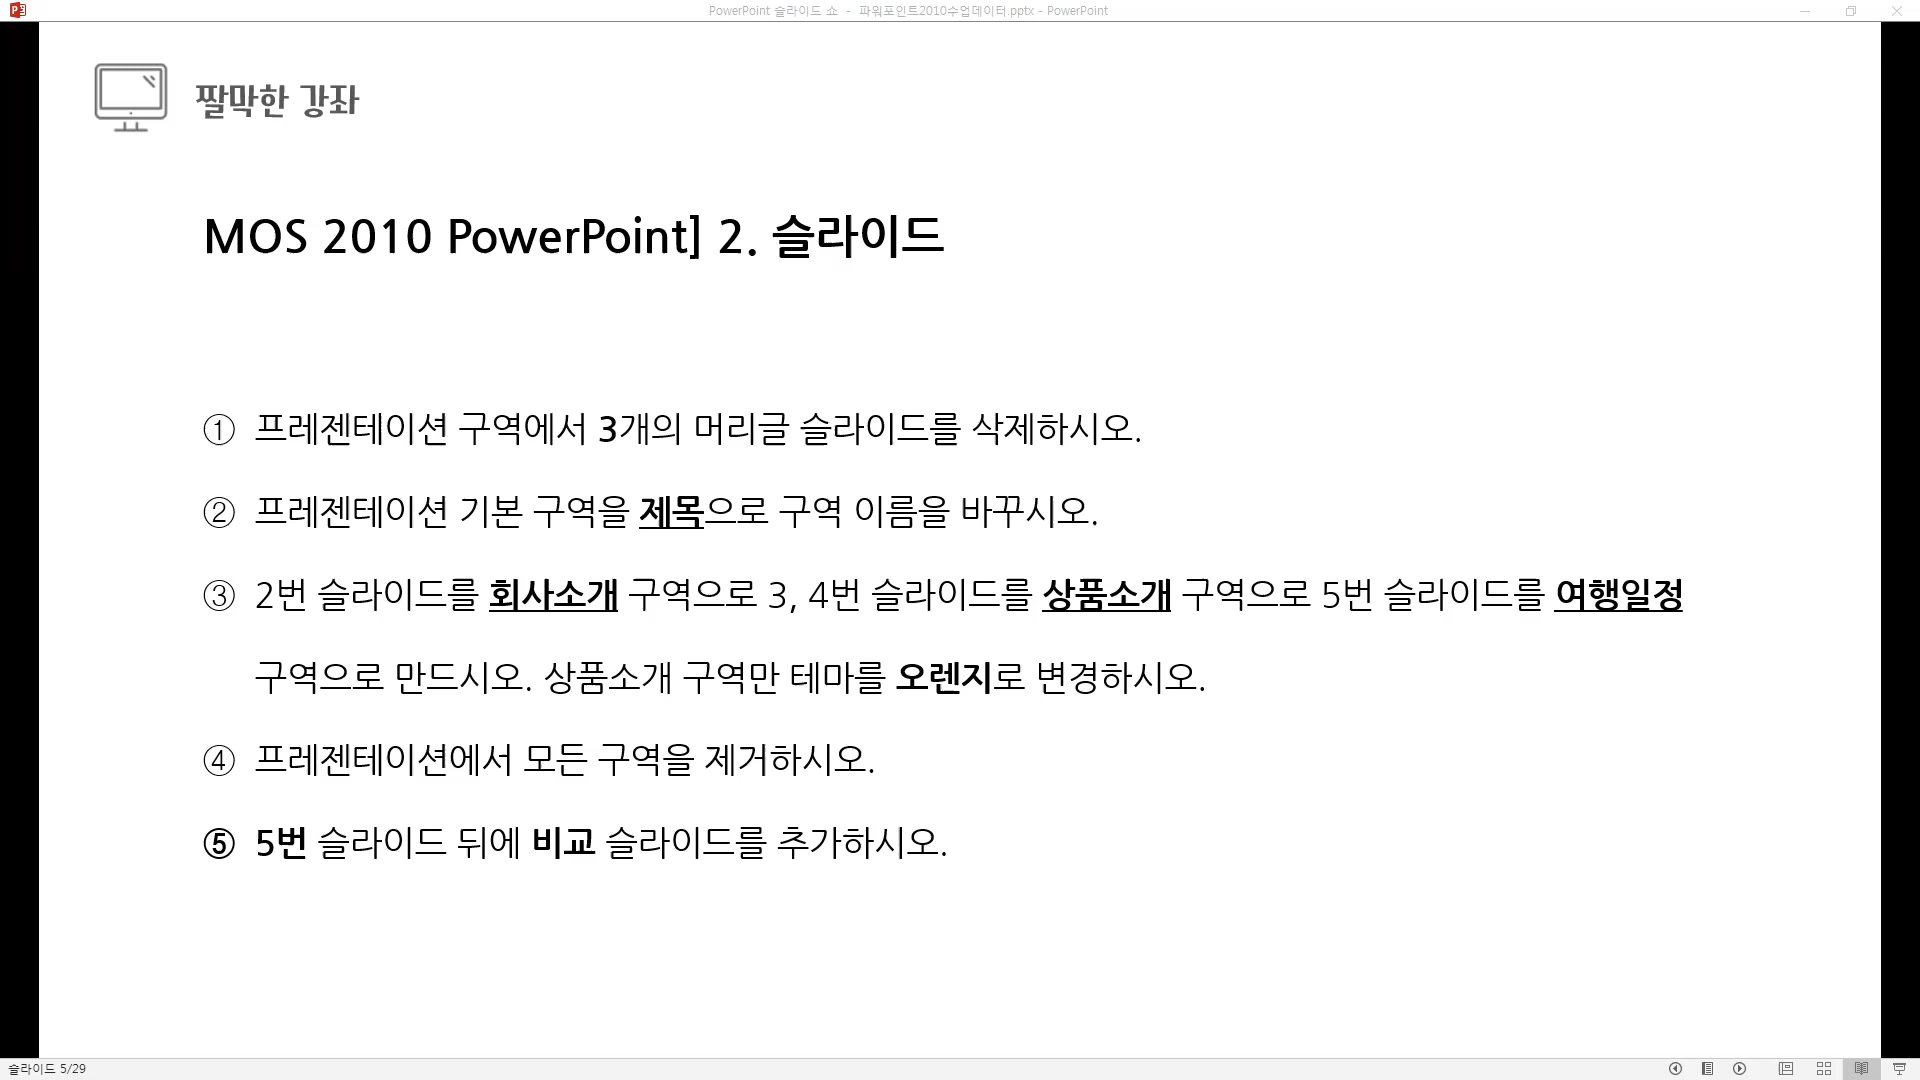 PowerPoint 슬라이드 쇼 - 파워포인트2010수업데이터.pptx - PowerPoint
짤막한 강좌
MOS 2010 PowerPoint] 2. 슬라이드
① 프레젠테이션 구역에서 3개의 머리글 슬라이드를 삭제하시오.
② 프레젠테이션 기본 구역을 제목으로 구역 이름을 바꾸시오.
③ 2번 슬라이드를 회사소개 구역으로 3, 4번 슬라이드를 상품소개 구역으로 5번 슬라이드를 여행일정
구역으로 만드시오. 상품소개 구역만 테마를 오렌지로 변경하시오.
④ 프레젠테이션에서 모든 구역을 제거하시오.
⑤ 5번 슬라이드 뒤에 비교 슬라이드를 추가하시오.
슬라이드 5/29